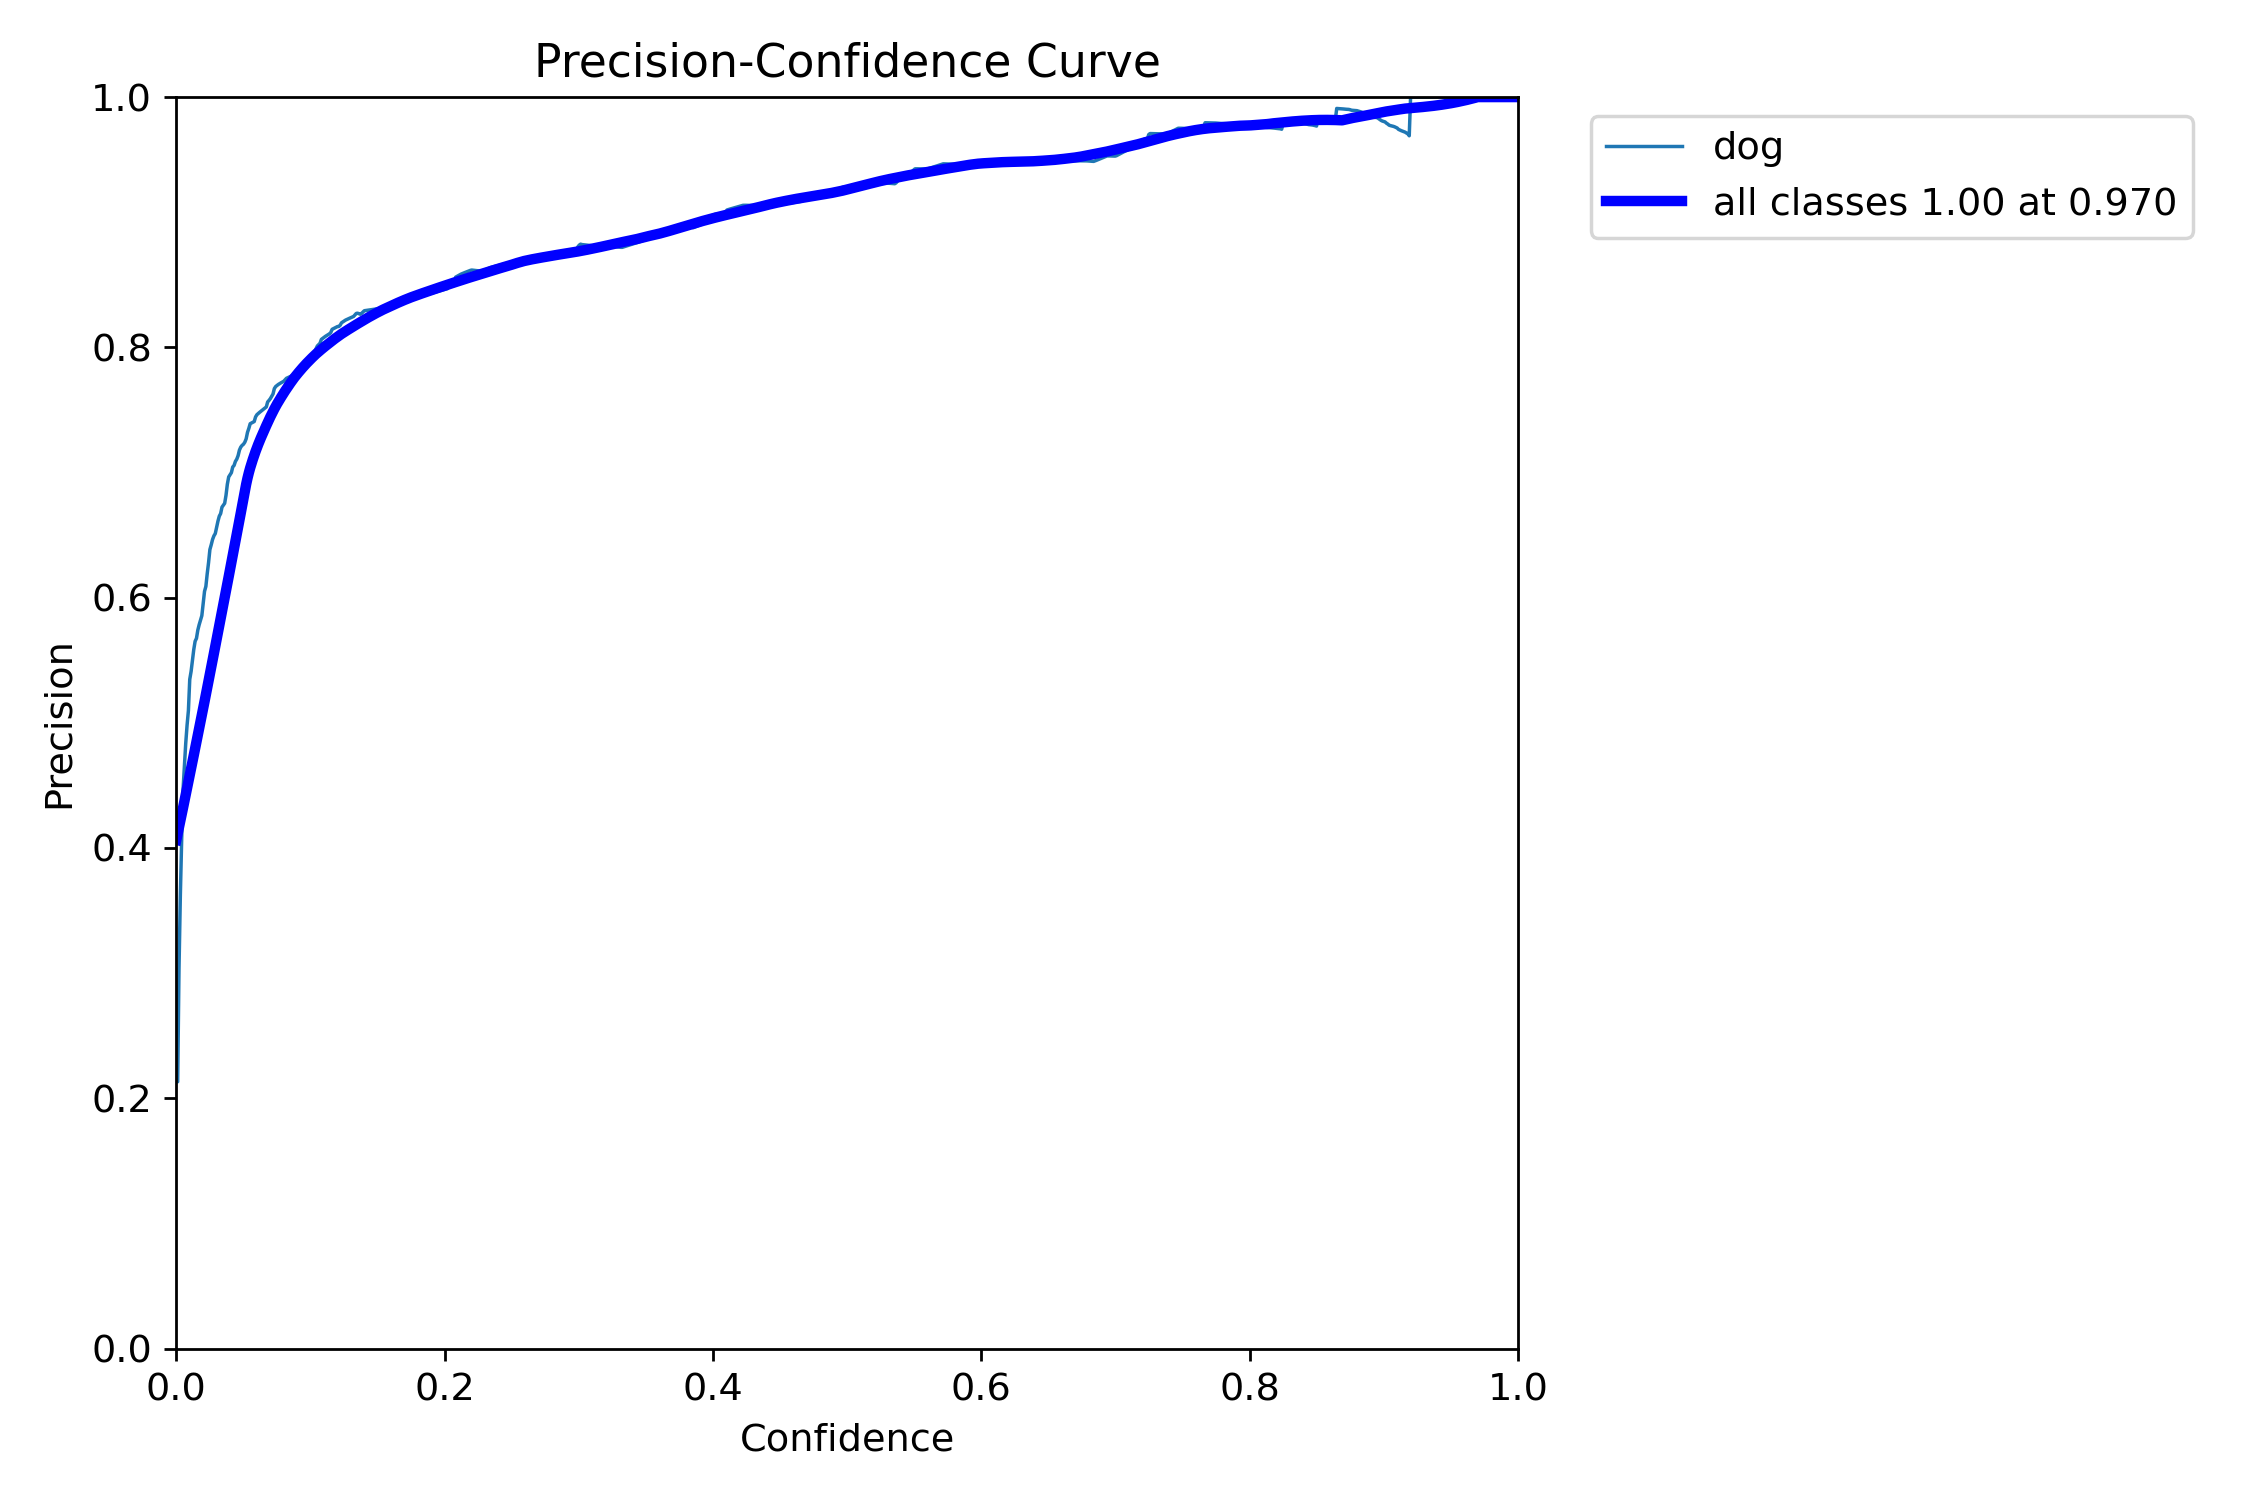 Precision-Confidence Curve
1.0
0.8
0.6
0.4
0.2
0.0
Precision
0.0 0.2 0.4 0.6 0.8 1.0
Confidence
dog
all classes 1.00 at 0.970